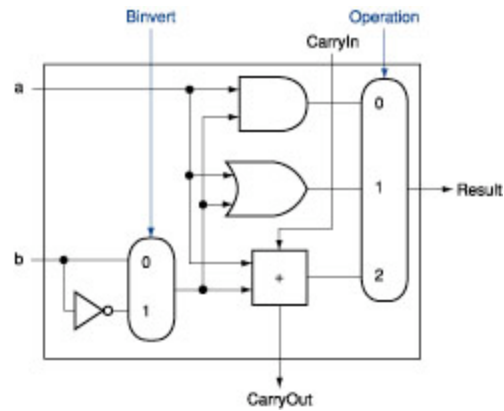 Binvert
Operation
CarryIn
a
0
1
Result
b
0
1
+
2
CarryOut